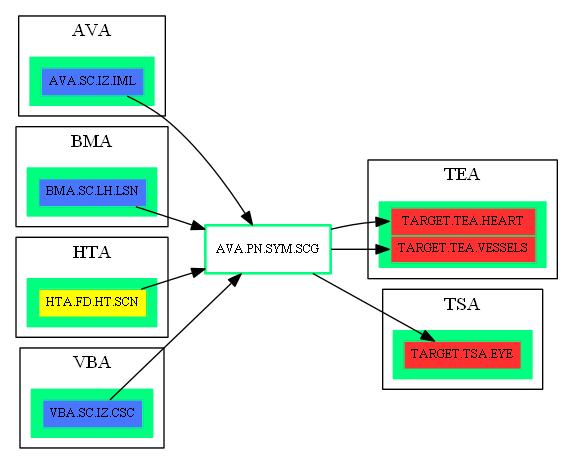 AVA
AVA.SC.IZ.IML
BMA
BMA.SC.LH.LSN
HTA
HTA.FD.HT.SCN
VBA
VBA.SC.IZ.CSC
AVA.PN.SYM.SCG
TEA
TARGET.TEA.HEART
TARGET.TEA.VESSELS
TSA
TARGET.TSA.EYE